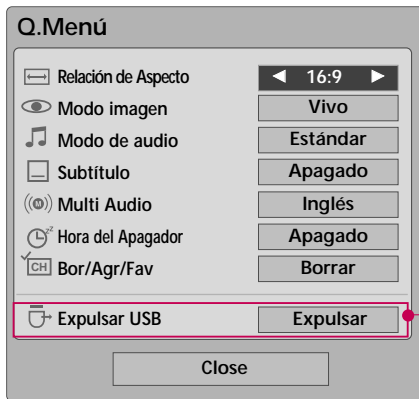 Q.Menú
Relación de Aspecto ◀ 16:9 ▶
Modo imagen Vivo
Modo de audio Estándar
Subtítulo Apagado
Multi Audio Inglés
Hora del Apagador Apagado
CH Bor/Agr/Fav Borrar
Expulsar USB Expulsar
Close